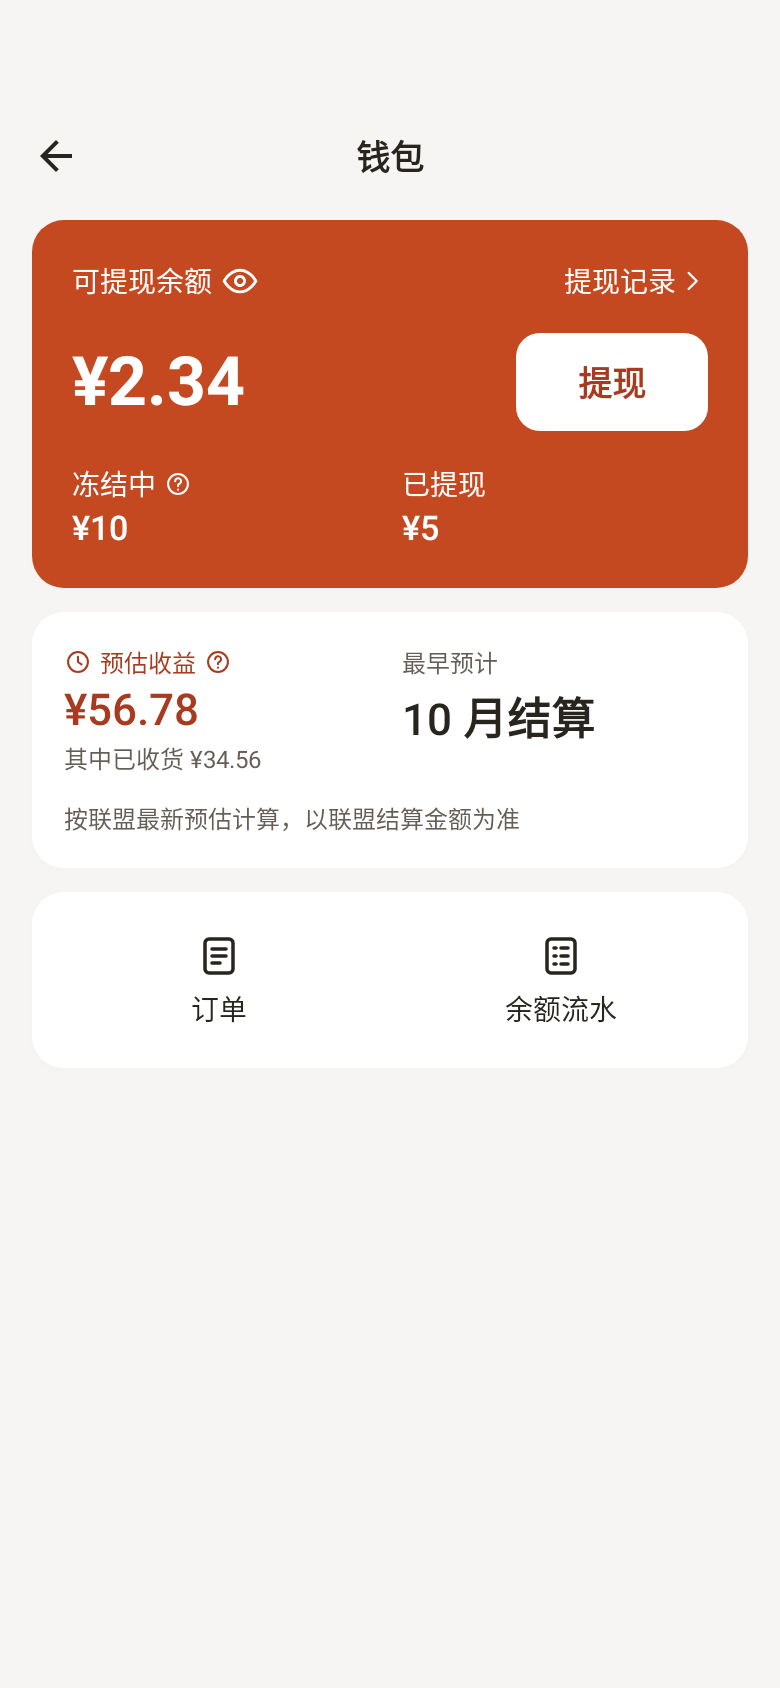 钱包
可提现余额
提现记录
¥2.34
提现
冻结中
已提现
¥10
¥5
预估收益
最早预计
¥56.78
10 月结算
其中已收货 ¥34.56
按联盟最新预估计算，以联盟结算金额为准
订单
余额流水